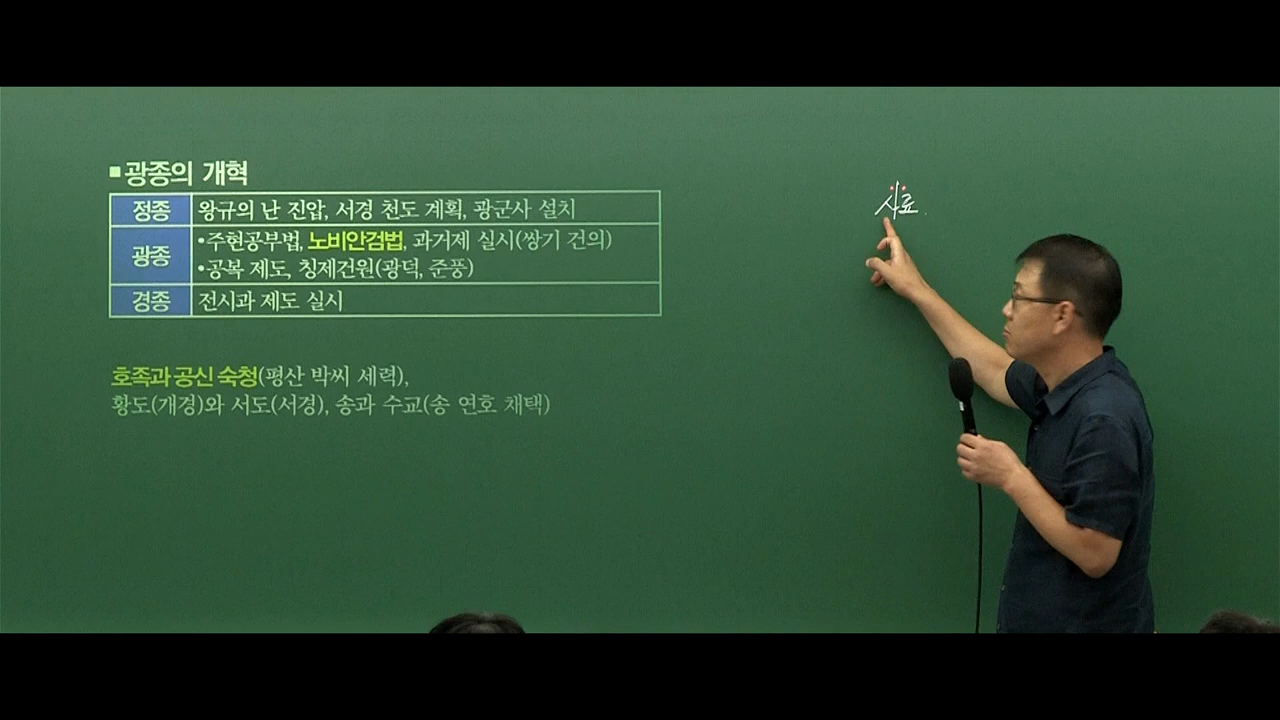 ▪광종의 개혁
정종 왕규의 난 진압, 서경 천도 계획, 광군사 설치
광종 •주현공부법, 노비안검법, 과거제 실시(쌍기 건의)
•공복 제도, 칭제건원(광덕, 준풍)
경종 전시과 제도 실시
호족과 공신 숙청(평산 박씨 세력),
황도(개경)와 서도(서경), 송과 수교(송 연호 채택)
사료